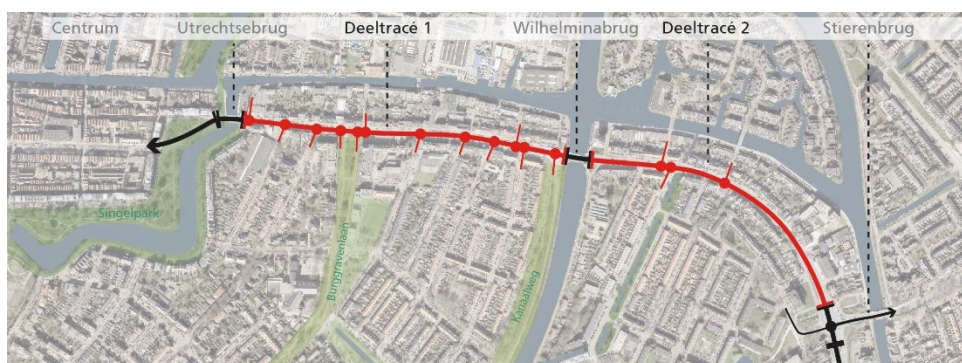 Centrum Utrechtsebrug Deeltracé 1 Wilhelminabrug Deeltracé 2 Stierenbrug
Singelpark
Burggravenlaan
Kanaalweg